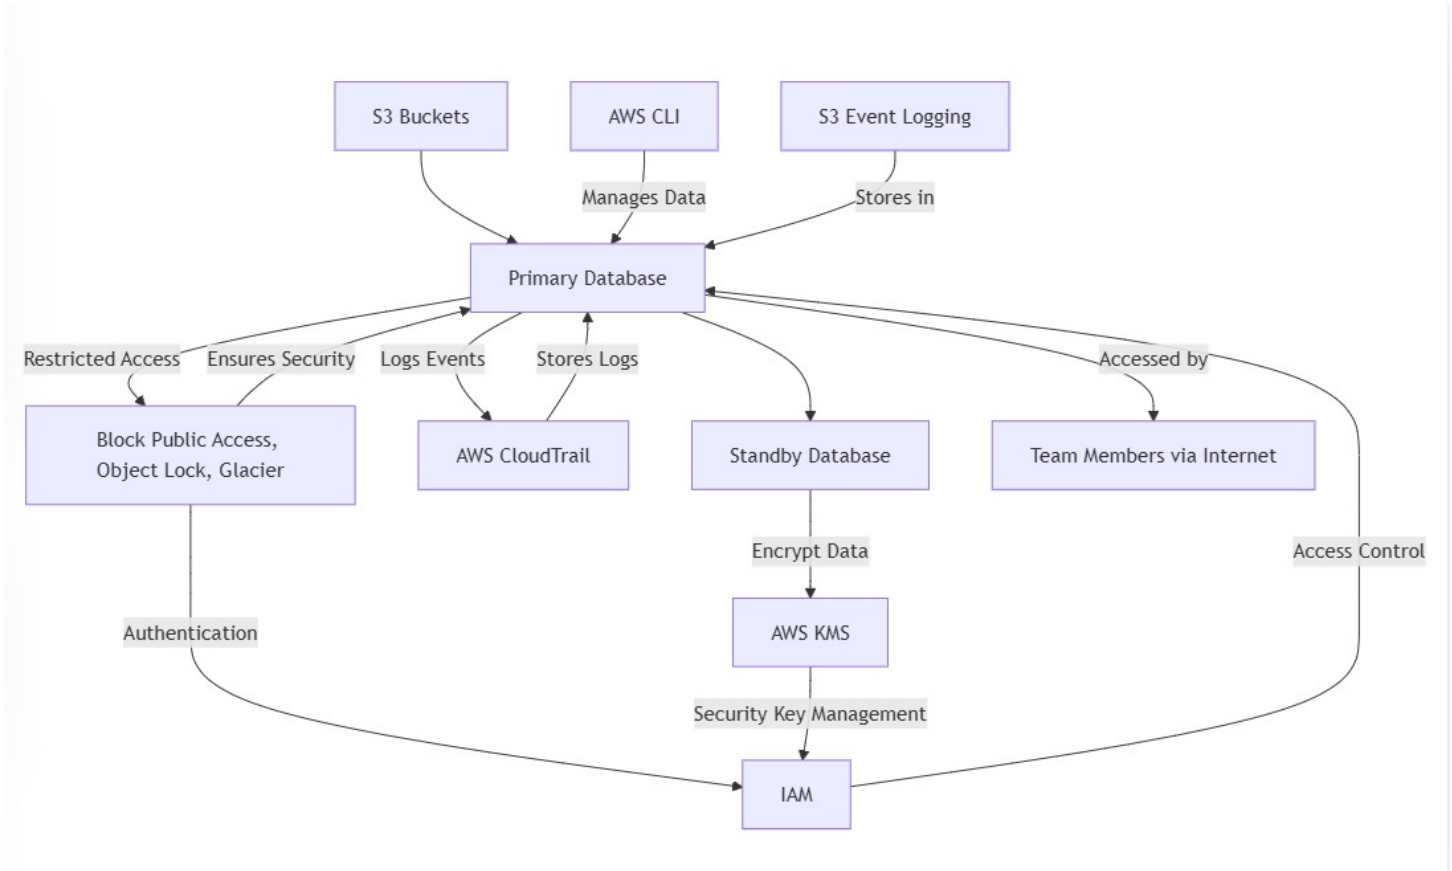 S3 Buckets
AWS CLI
S3 Event Logging
Manages Data
Stores in
Primary Database
Restricted Access
Ensures Security
Logs Events
Stores Logs
Accessed by
Block Public Access,
Object Lock, Glacier
AWS CloudTrail
Standby Database
Team Members via Internet
Encrypt Data
Access Control
Authentication
AWS KMS
Security Key Management
IAM